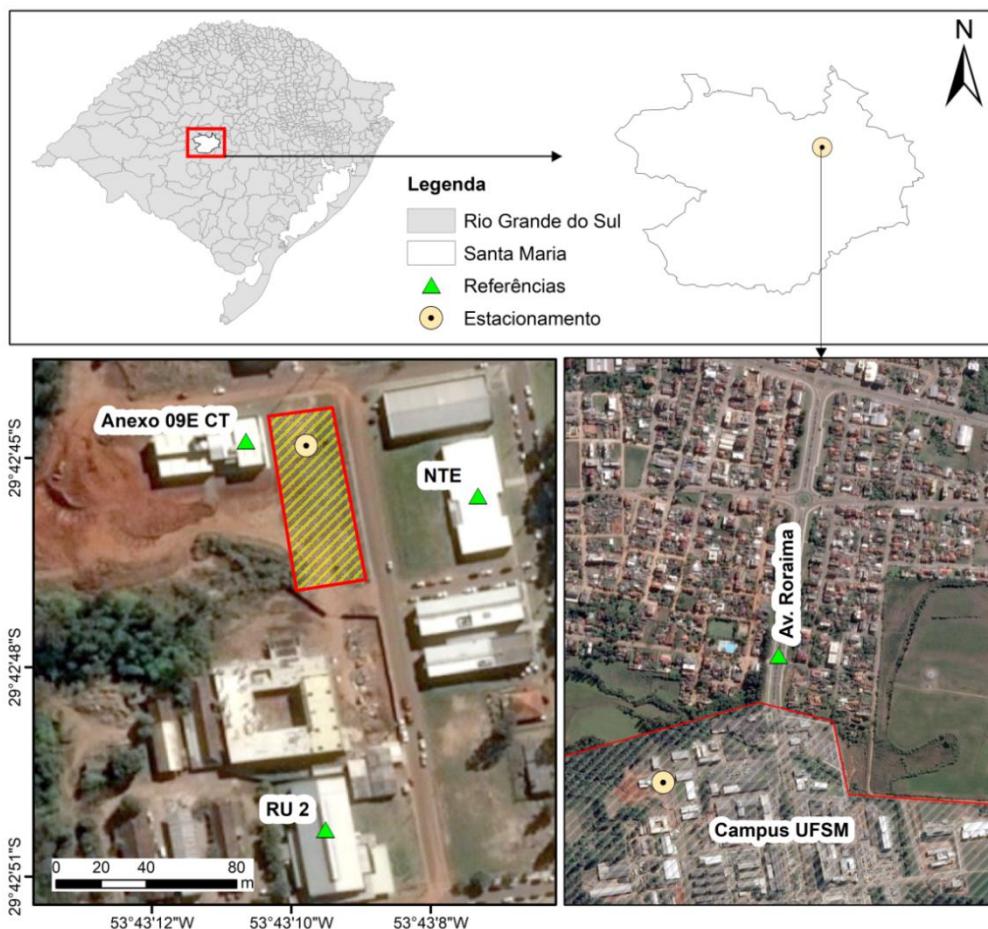 N
Legenda
Rio Grande do Sul
Santa Maria
Referências
Estacionamento
Anexo 09E CT
NTE
RU 2
29°42'45"S
29°42'48"S
29°42'51"S
0 20 40 80
m
53°43'12"W 53°43'10"W 53°43'8"W
Av. Roraima
Campus UFSM